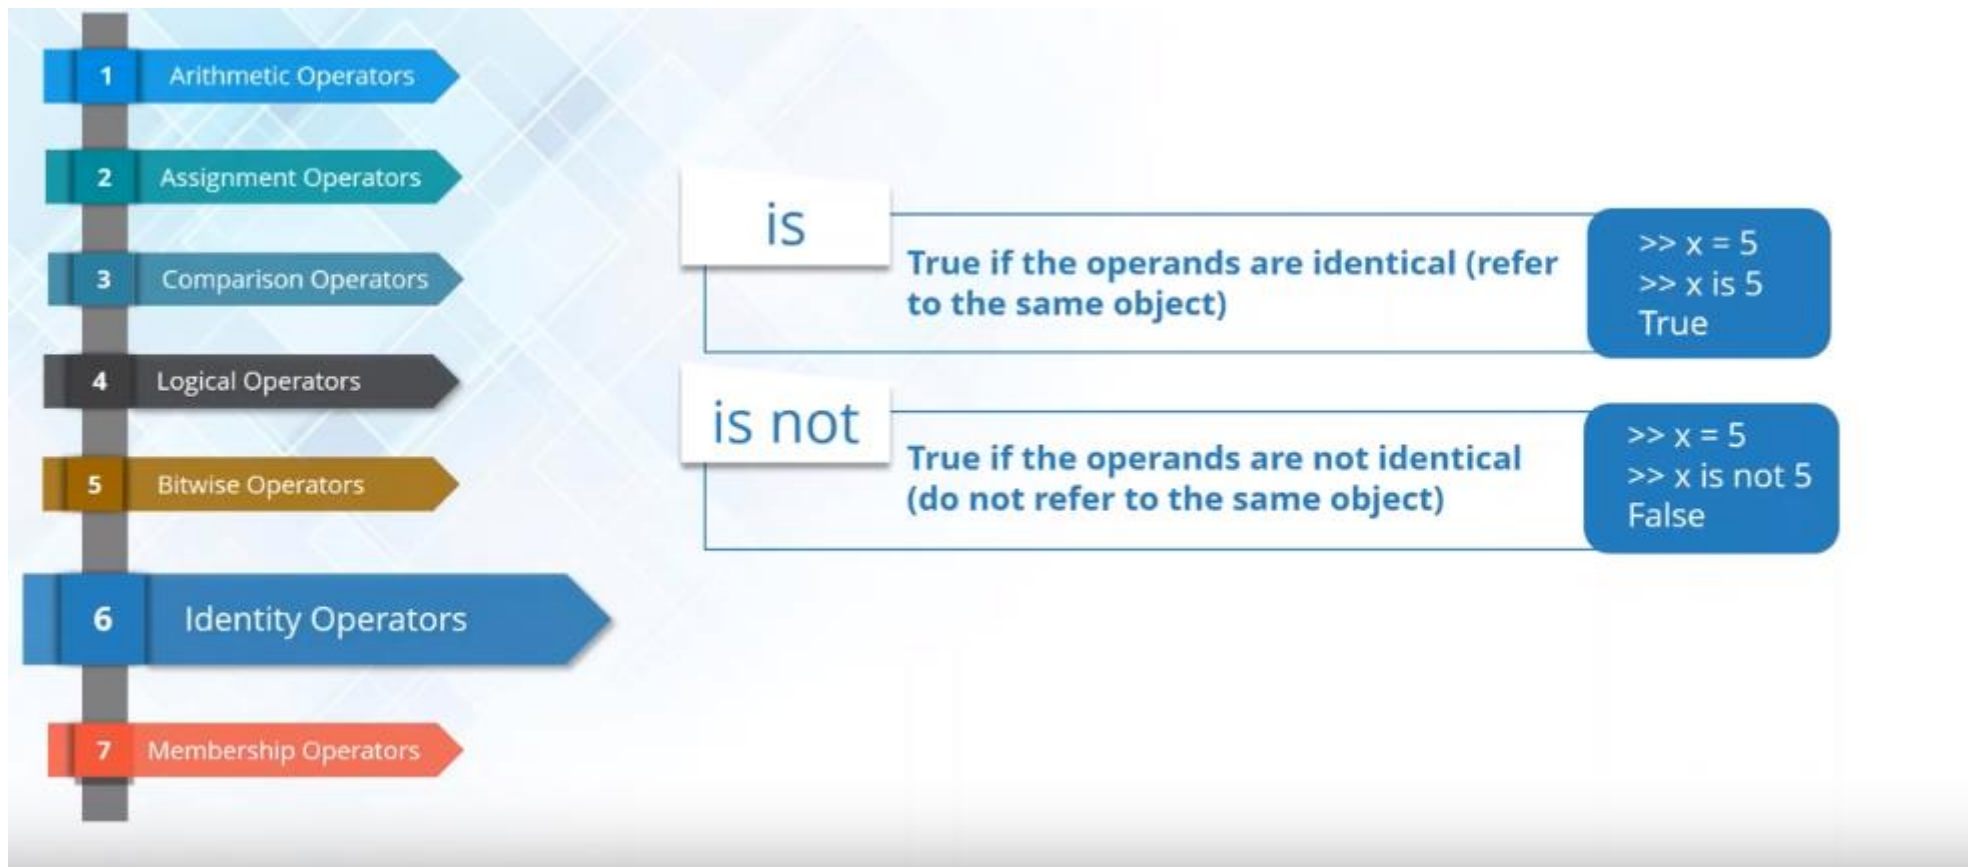 1 Arithmetic Operators
2 Assignment Operators
3 Comparison Operators
4 Logical Operators
5 Bitwise Operators
6 Identity Operators
7 Membership Operators
is
True if the operands are identical (refer
to the same object)
>> x = 5
>> x is 5
True
is not
True if the operands are not identical
(do not refer to the same object)
>> x = 5
>> x is not 5
False